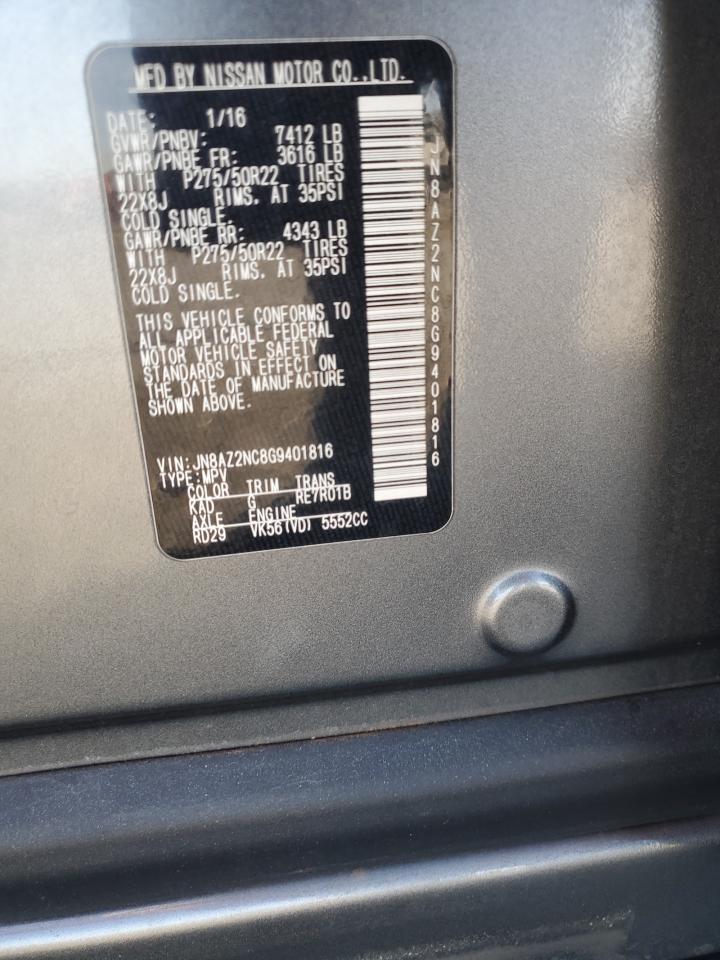 MFD BY NISSAN MOTOR CO.,LTD.
DATE: 1/16
GVWR/PNBV: 7412 LB
GAWR/PNBE FR: 3616 LB
WITH P275/50R22 TIRES
22X8J RIMS. AT 35PSI
COLD SINGLE.
GAWR/PNBE RR: 4343 LB
WITH P275/50R22 TIRES
22X8J RIMS. AT 35PSI
COLD SINGLE.
THIS VEHICLE CONFORMS TO
ALL APPLICABLE FEDERAL
MOTOR VEHICLE SAFETY
STANDARDS IN EFFECT ON
THE DATE OF MANUFACTURE
SHOWN ABOVE.
VIN:JN8AZ2NC8G9401816
TYPE:MPV
COLOR TRIM TRANS
KAD G RE7R01B
AXLE ENGINE
RD29 VK56(VD) 5552CC
JN8AZ2NC8G9401816